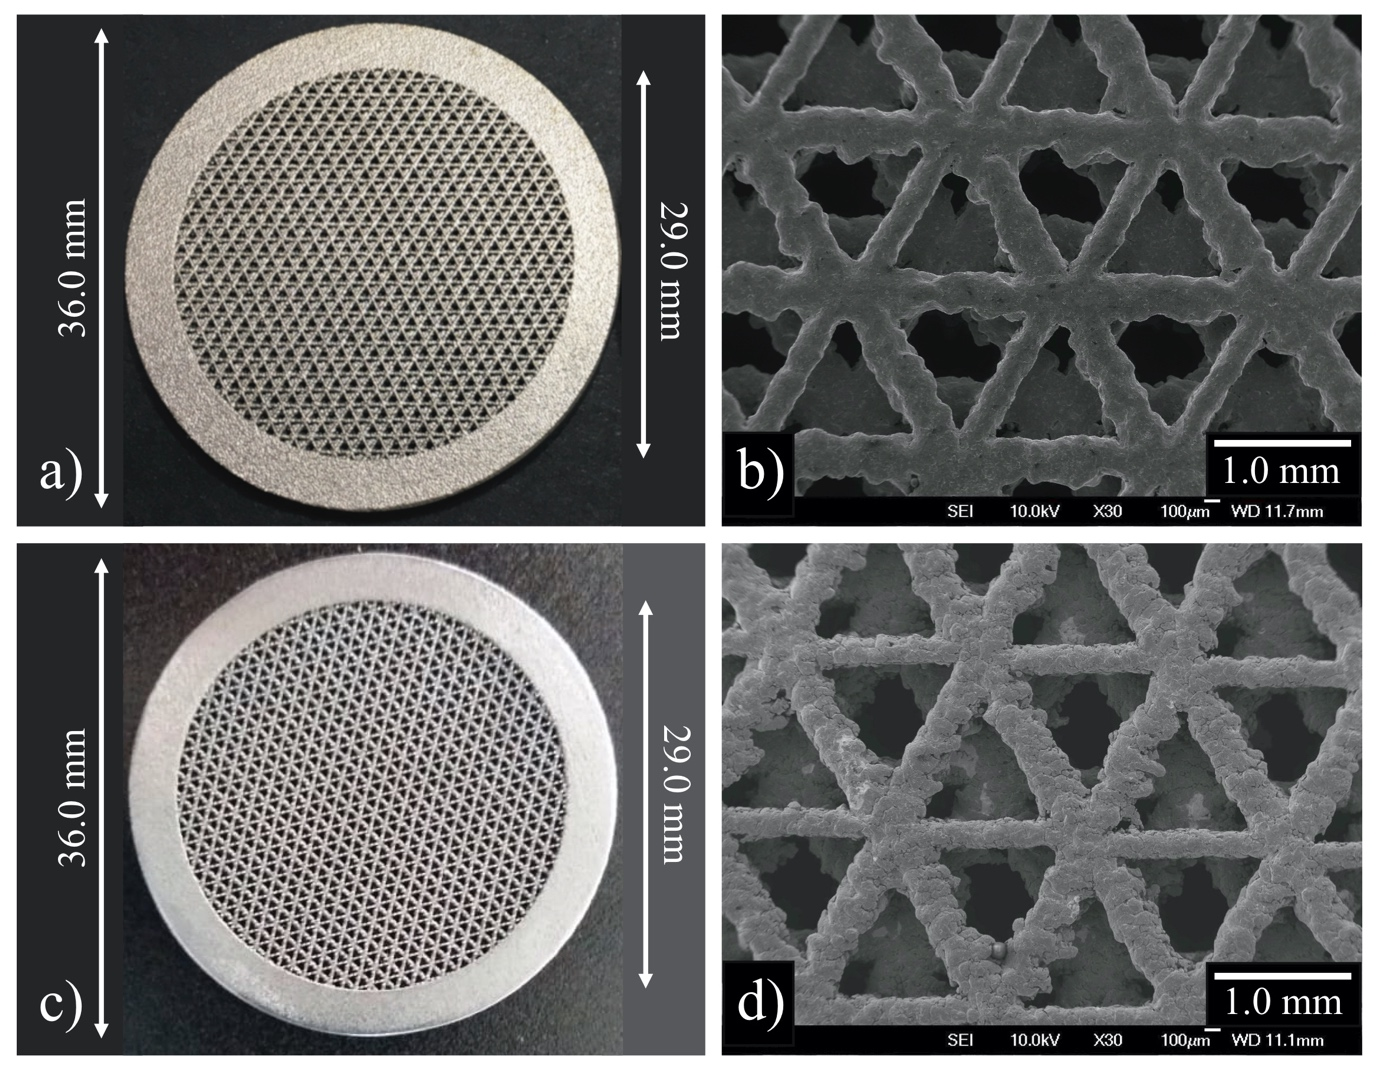 36.0 mm
29.0 mm
a)
b)
1.0 mm
SEI 10.0kV X30 100μm WD 11.7mm
36.0 mm
29.0 mm
c)
d)
1.0 mm
SEI 10.0kV X30 100μm WD 11.1mm